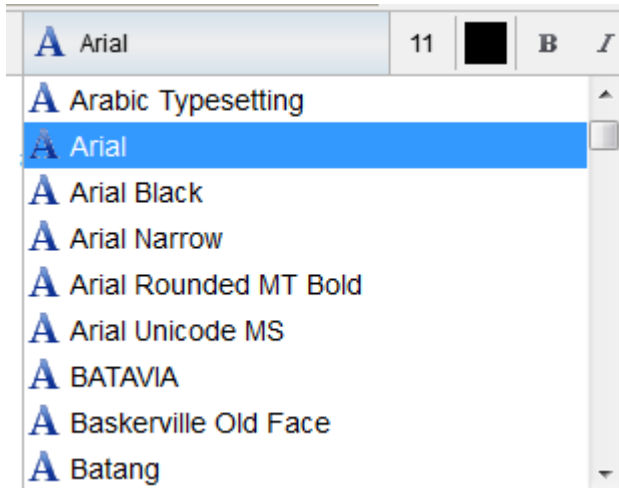 A Arial 11 B I
A Arabic Typesetting
A Arial
A Arial Black
A Arial Narrow
A Arial Rounded MT Bold
A Arial Unicode MS
A BATAVIA
A Baskerville Old Face
A Batang